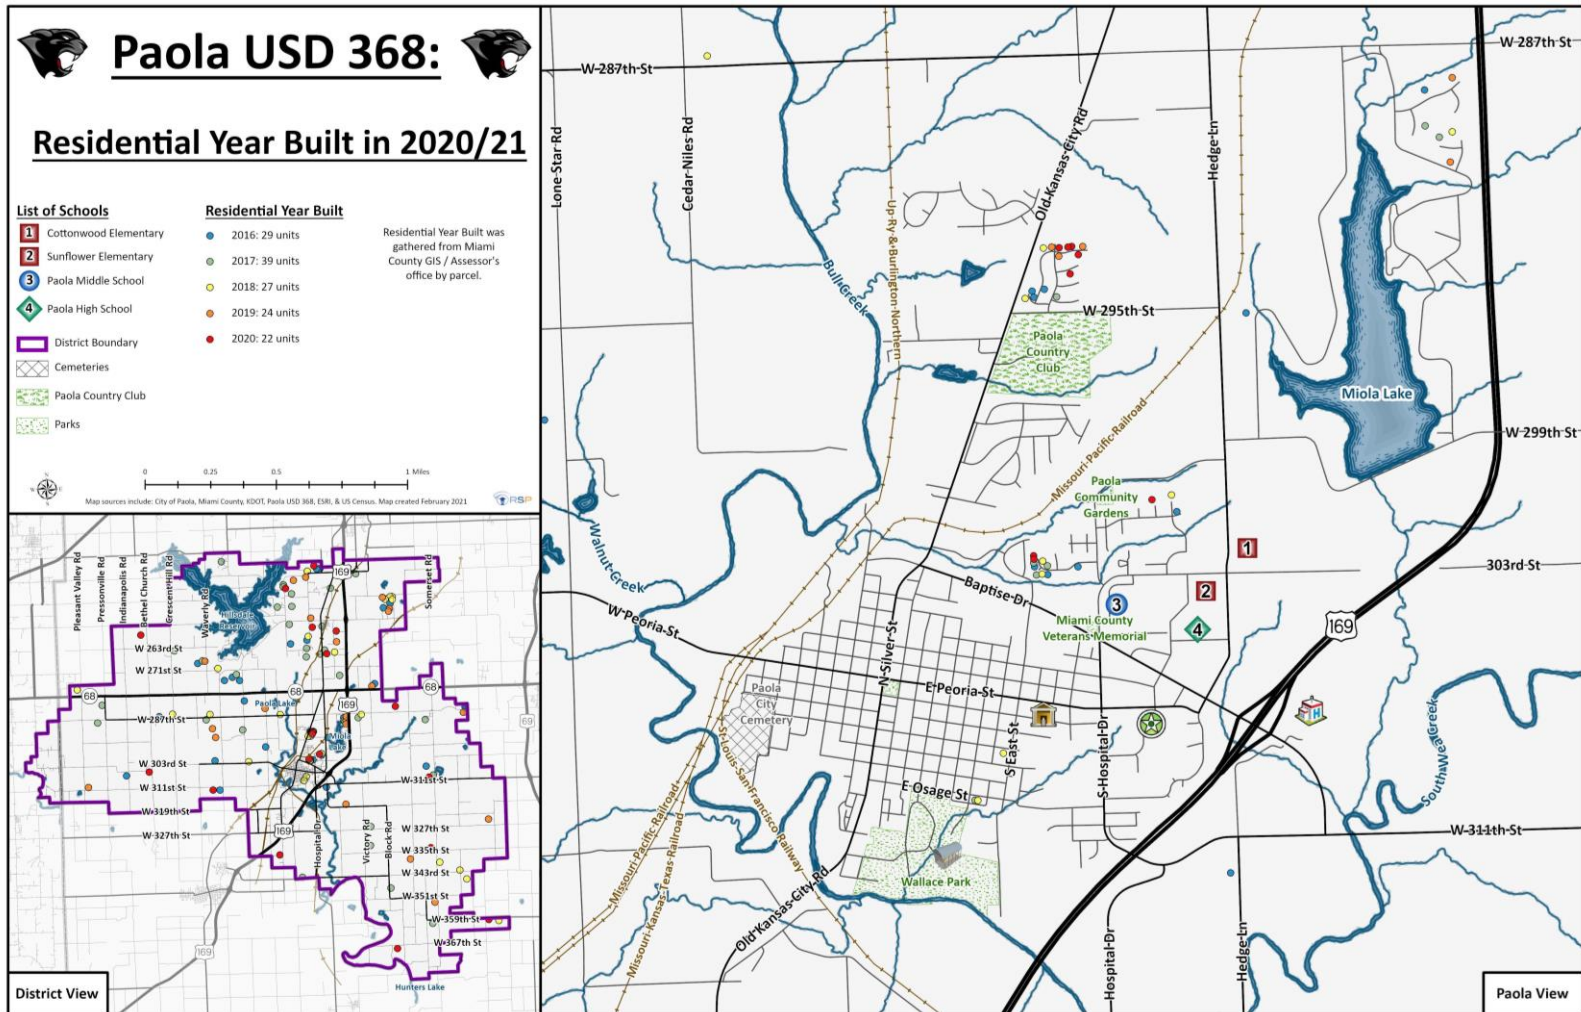 Paola USD 368:
Residential Year Built in 2020/21
List of Schools
1 Cottonwood Elementary
2 Sunflower Elementary
3 Paola Middle School
4 Paola High School
District Boundary
Cemeteries
Paola Country Club
Parks
Residential Year Built
2016: 29 units
2017: 39 units
2018: 27 units
2019: 24 units
2020: 22 units
Residential Year Built was
gathered from Miami
County GIS / Assessor's
office by parcel.
0 0.25 0.5 1 Miles
Map sources include: City of Paola, Miami County, KDOT, Paola USD 368, ESRI, & US Census. Map created February 2021
RSP
Pleasant Valley Rd
Pressonville Rd
Indianapolis Rd
Bethel Church Rd
Crescent Hill Rd
Waverly Rd
Hillsdale
Reservoir
169
Somerset Rd
W 263rd St
W 271st St
68
68
68
69
Paola Lake
169
W 287th St
Miola
Lake
W 303rd St
W 311st St
W 311st St
W 319th St
W 327th St
169
Hospital Dr
Victory Rd
Block Rd
W 327th St
W 335th St
W 343rd St
W 351st St
W 359th St
W 367th St
169
Hunters Lake
District View
W 287th St
W 287th St
Lone Star Rd
Cedar Niles Rd
Old Kansas City Rd
Hedge Ln
Up Ry & Burlington Northern
Bull Creek
W 295th St
Paola
Country
Club
Miola Lake
W 299th St
Missouri Pacific Railroad
Paola
Community
Gardens
Walnut Creek
1
303rd St
Baptise Dr
2
3
W Peoria St
Miami County
Veterans Memorial
4
169
N Silver St
E Peoria St
Paola
City
Cemetery
H
St Louis San Francisco Railway
S East St
S Hospital Dr
South Wea Creek
E Osage St
Missouri Pacific Railroad
Missouri Kansas Texas Railroad
W 311th St
Wallace Park
Old Kansas City Rd
Hospital Dr
Hedge Ln
Paola View